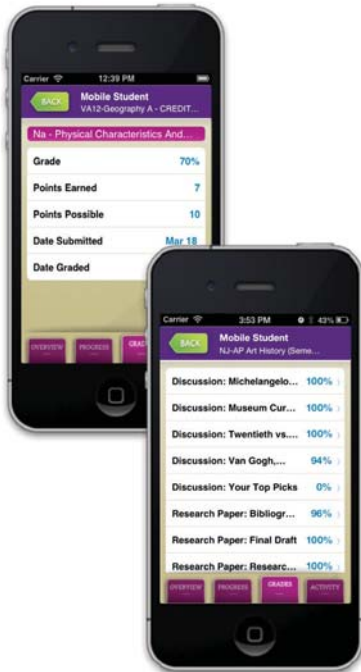 Carrier 12:39 PM
BACK
Mobile Student
VA12-Geography A - CREDIT...
Na - Physical Characteristics And...
Grade 70%
Points Earned 7
Points Possible 10
Date Submitted Mar 18
Date Graded
OVERVIEW PROGRESS GRADES
Carrier 3:53 PM 43%
BACK
Mobile Student
NJ-AP Art History (Seme...
Discussion: Michelangelo... 100%
Discussion: Museum Cur... 100%
Discussion: Twentieth vs.... 100%
Discussion: Van Gogh,... 94%
Discussion: Your Top Picks 0%
Research Paper: Bibliogr... 96%
Research Paper: Final Draft 100%
Research Paper: Researc... 100%
OVERVIEW PROGRESS GRADES ACTIVITY